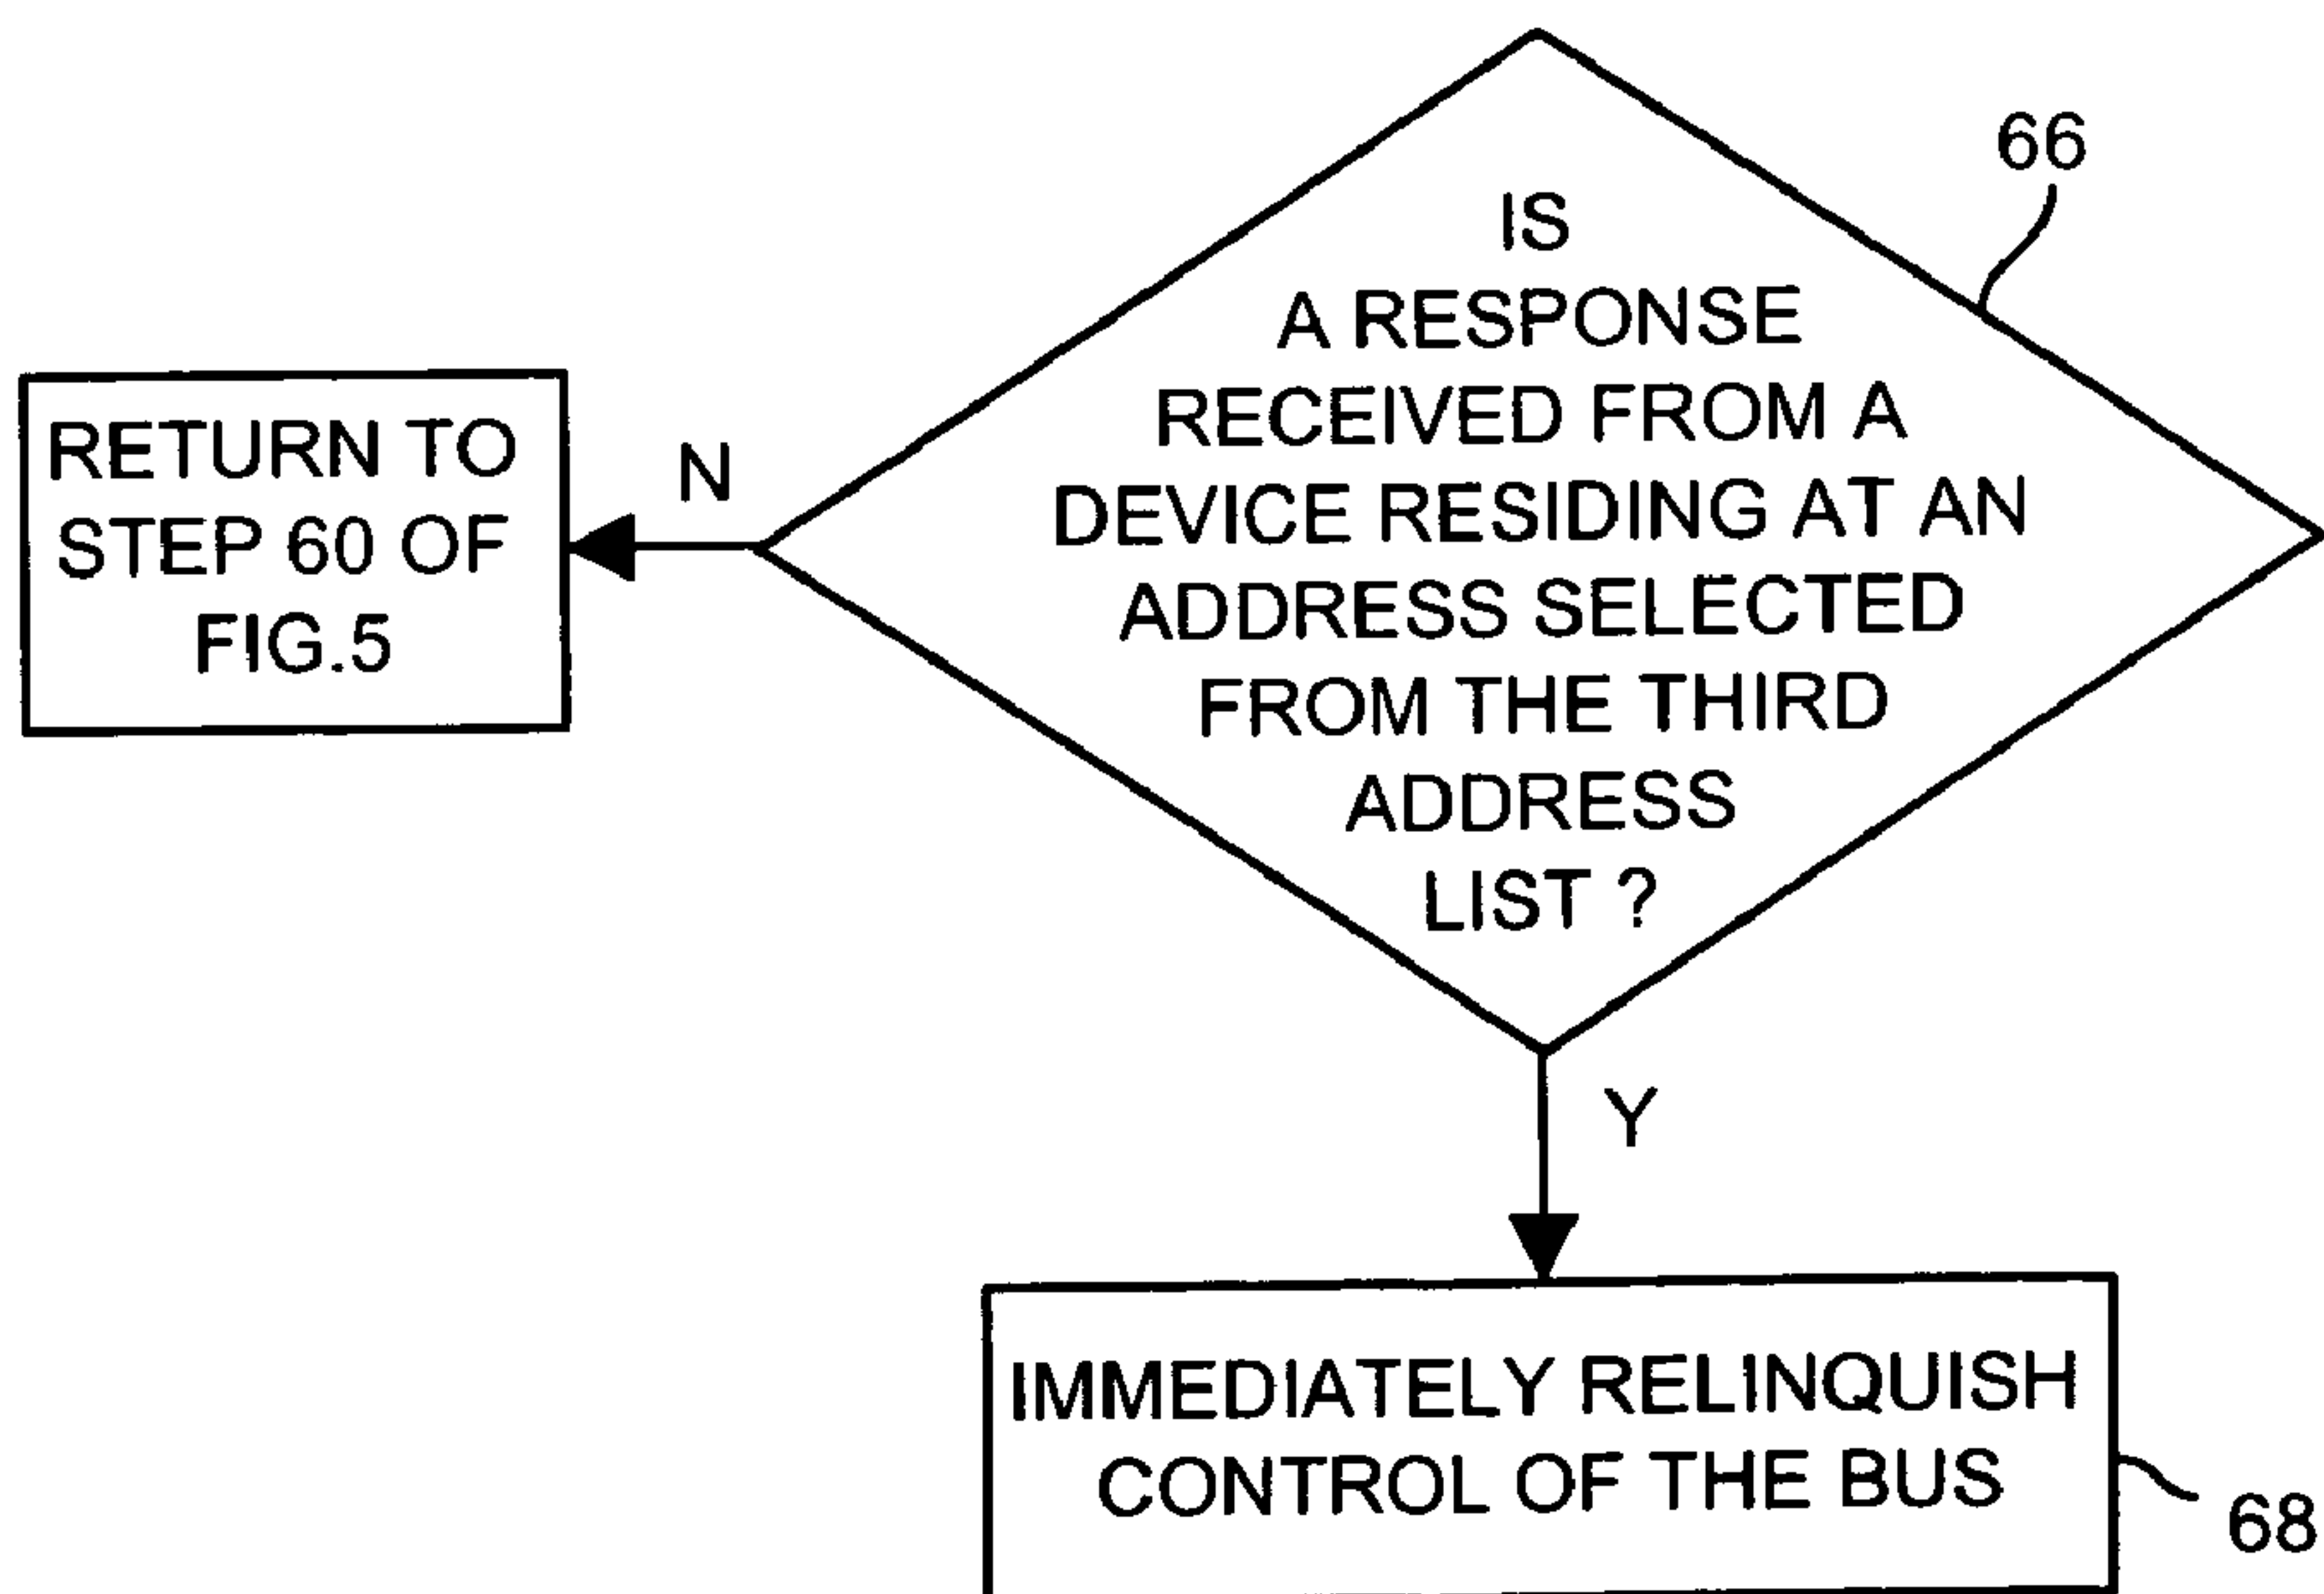 66
IS
A RESPONSE
RECEIVED FROM A
DEVICE RESIDING AT AN
ADDRESS SELECTED
FROM THE THIRD
ADDRESS
LIST ?
N
RETURN TO
STEP 60 OF
FIG.5
Y
IMMEDIATELY RELINQUISH
CONTROL OF THE BUS
68